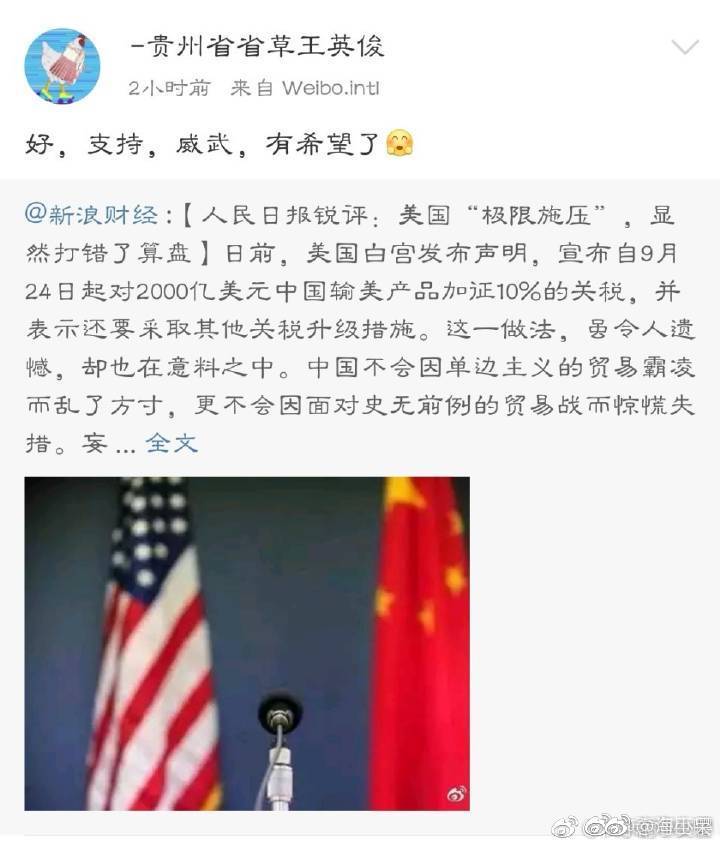 -贵州省省草王英俊
2小时前 来自 Weibo.intl
好，支持，威武，有希望了
@新浪财经:【人民日报锐评：美国“极限施压”，显
然打错了算盘】日前，美国白宫发布声明，宣布自9月
24日起对2000亿美元中国输美产品加征10%的关税，并
表示还要采取其他关税升级措施。这一做法，虽令人遗
憾，却也在意料之中。中国不会因单边主义的贸易霸凌
而乱了方寸，更不会因面对史无前例的贸易战而惊慌失
措。妄 ... 全文